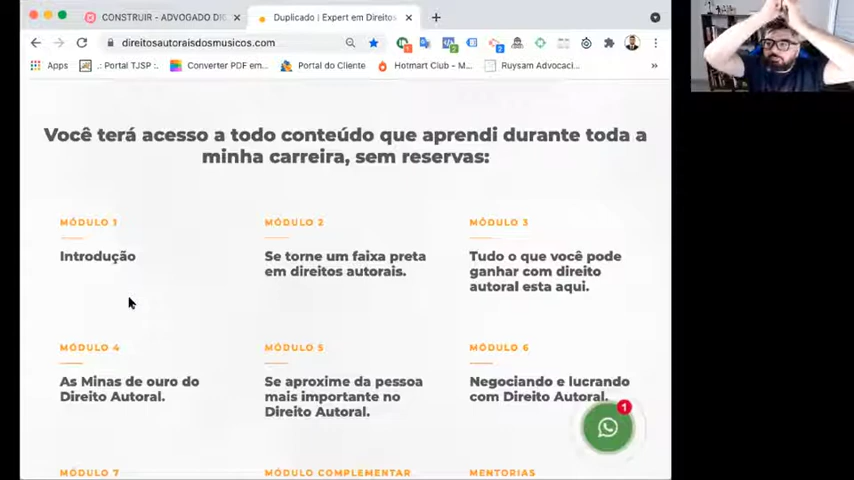 CONSTRUIR - ADVOGADO DI
Duplicado | Expert em Direitos
direitosautoraisdosmusicos.com
Apps
.: Portal TJSP :.
Converter PDF em...
Portal do Cliente
Hotmart Club – M...
Ruysam Advocaci...
»
Você terá acesso a todo conteúdo que aprendi durante toda a
minha carreira, sem reservas:
MÓDULO 1
Introdução
MÓDULO 2
Se torne um faixa preta
em direitos autorais.
MÓDULO 3
Tudo o que você pode
ganhar com direito
autoral esta aqui.
MÓDULO 4
As Minas de ouro do
Direito Autoral.
MÓDULO 5
Se aproxime da pessoa
mais importante no
Direito Autoral.
MÓDULO 6
Negociando e lucrando
com Direito Autoral.
1
MÓDULO 7
MÓDULO COMPLEMENTAR
MENTORIAS